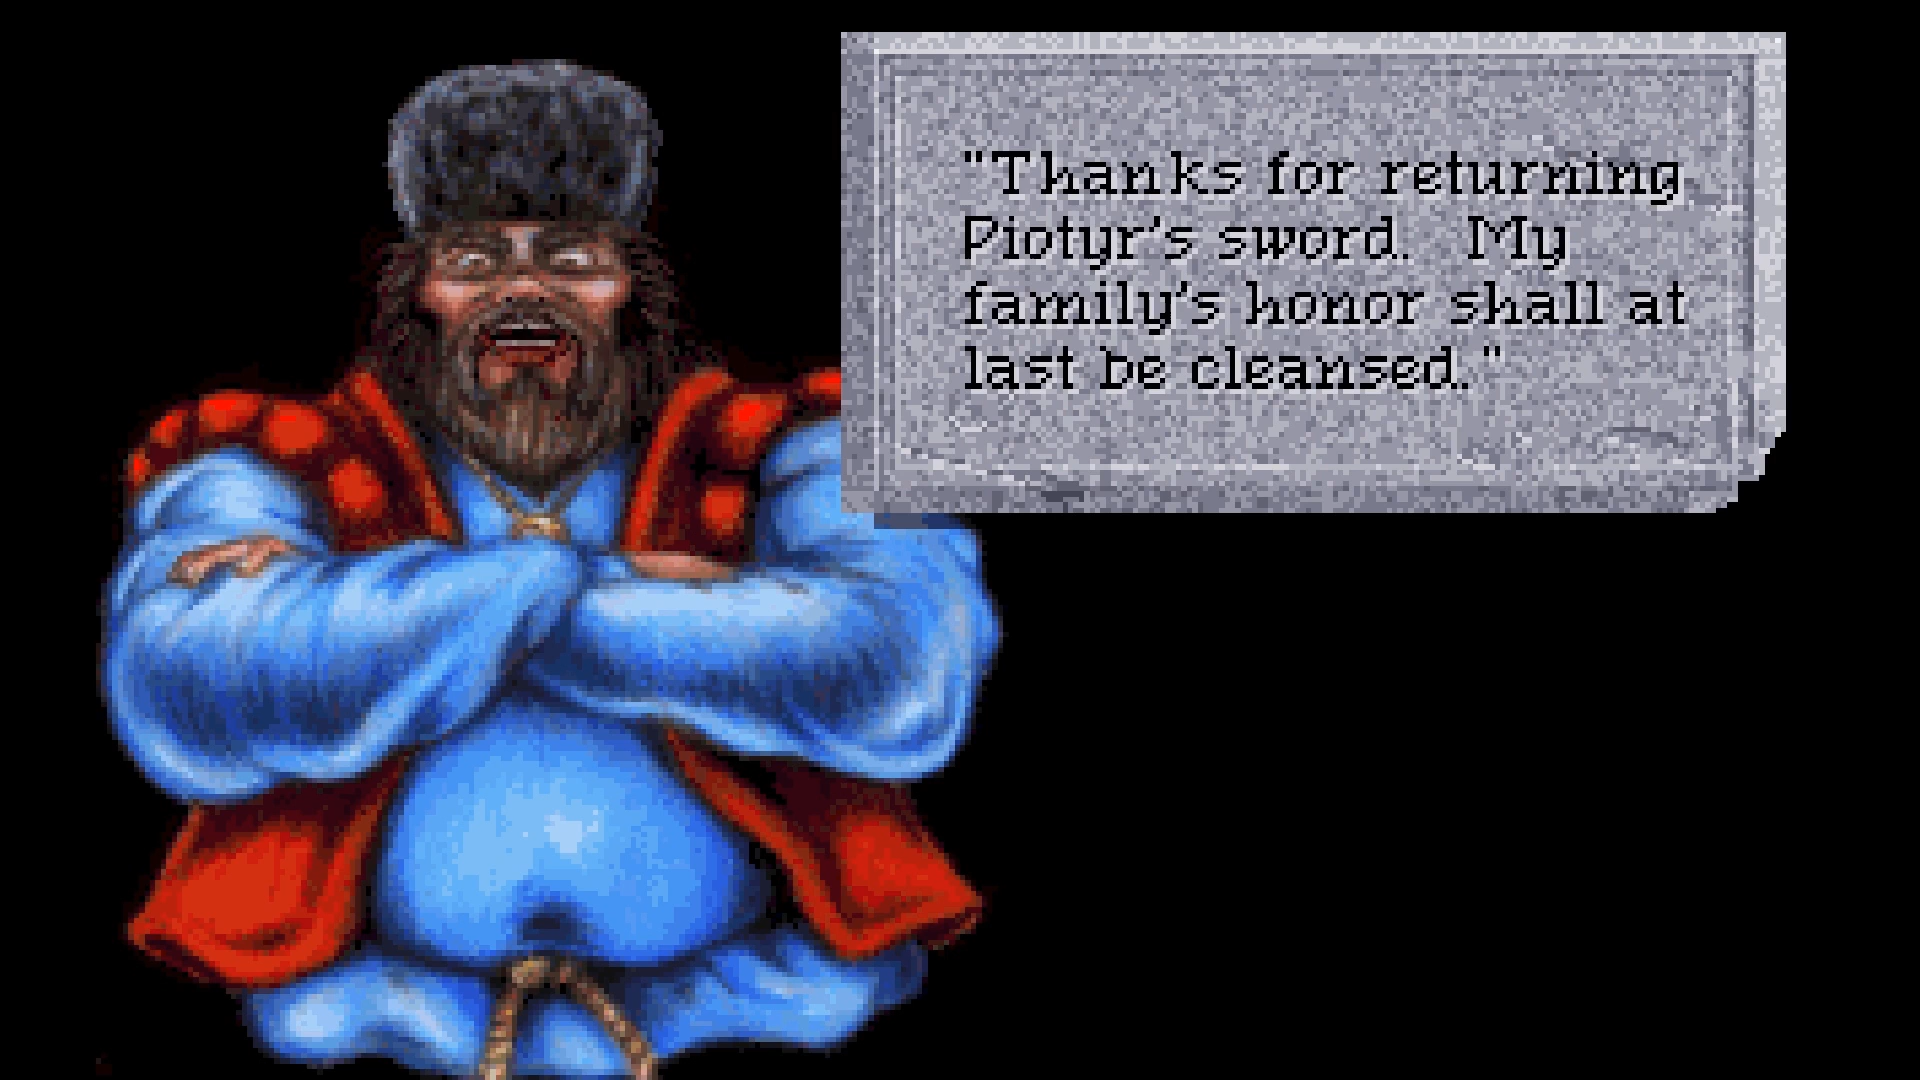 "Thanks for returning
Piotyr's sword.  My
family's honor shall at
last be cleansed."